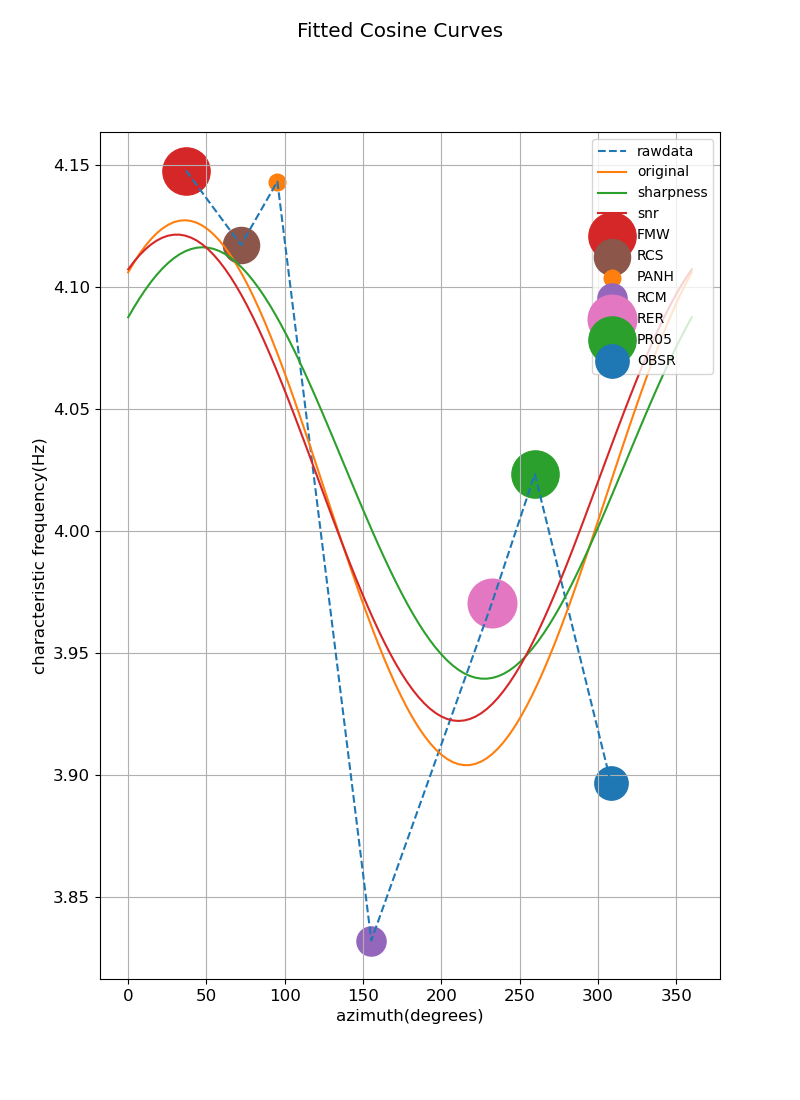 Fitted Cosine Curves
characteristic frequency(Hz)
4.15
4.10
4.05
4.00
3.95
3.90
3.85
0 50 100 150 200 250 300 350
azimuth(degrees)
rawdata
original
sharpness
snr
FMW
RCS
PANH
RCM
RER
PR05
OBSR